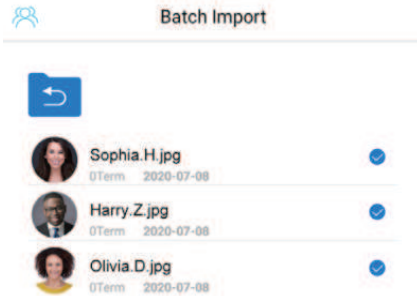 Batch Import
Sophia.H.jpg
0Term 2020-07-08
Harry.Z.jpg
0Term 2020-07-08
Olivia.D.jpg
0Term 2020-07-08